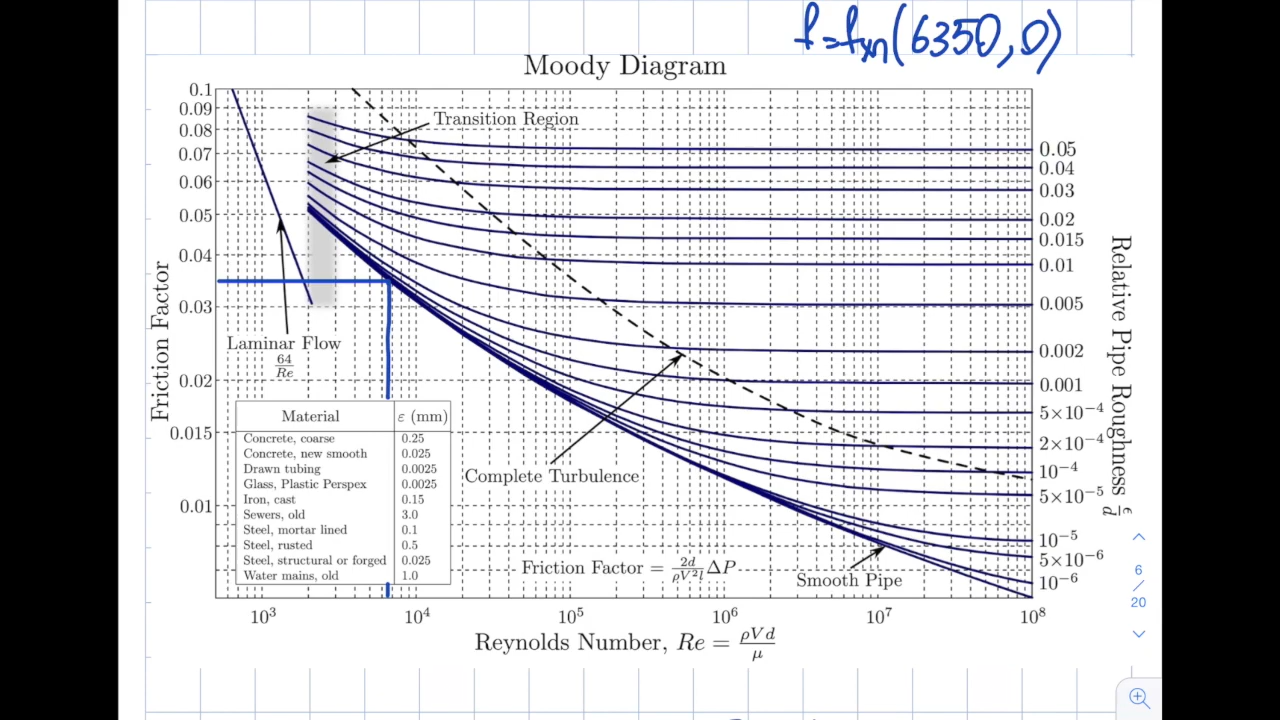 f=fxn(6350,0)
Moody Diagram
Transition Region
0.1
0.09
0.08
0.07
0.06
0.05
0.04
0.03
0.02
0.015
0.01
Friction Factor
Laminar Flow
64/Re
Material ε (mm)
Concrete, coarse 0.25
Concrete, new smooth 0.025
Drawn tubing 0.0025
Glass, Plastic Perspex 0.0025
Iron, cast 0.15
Sewers, old 3.0
Steel, mortar lined 0.1
Steel, rusted 0.5
Steel, structural or forged 0.025
Water mains, old 1.0
Complete Turbulence
Friction Factor = 2d/ρV²l ΔP
Smooth Pipe
0.05
0.04
0.03
0.02
0.015
0.01
0.005
0.002
0.001
5×10⁻⁴
2×10⁻⁴
10⁻⁴
5×10⁻⁵
10⁻⁵
5×10⁻⁶
10⁻⁶
Relative Pipe Roughness ϵ/d
10³ 10⁴ 10⁵ 10⁶ 10⁷ 10⁸
Reynolds Number, Re = ρVd/μ
6
/
20